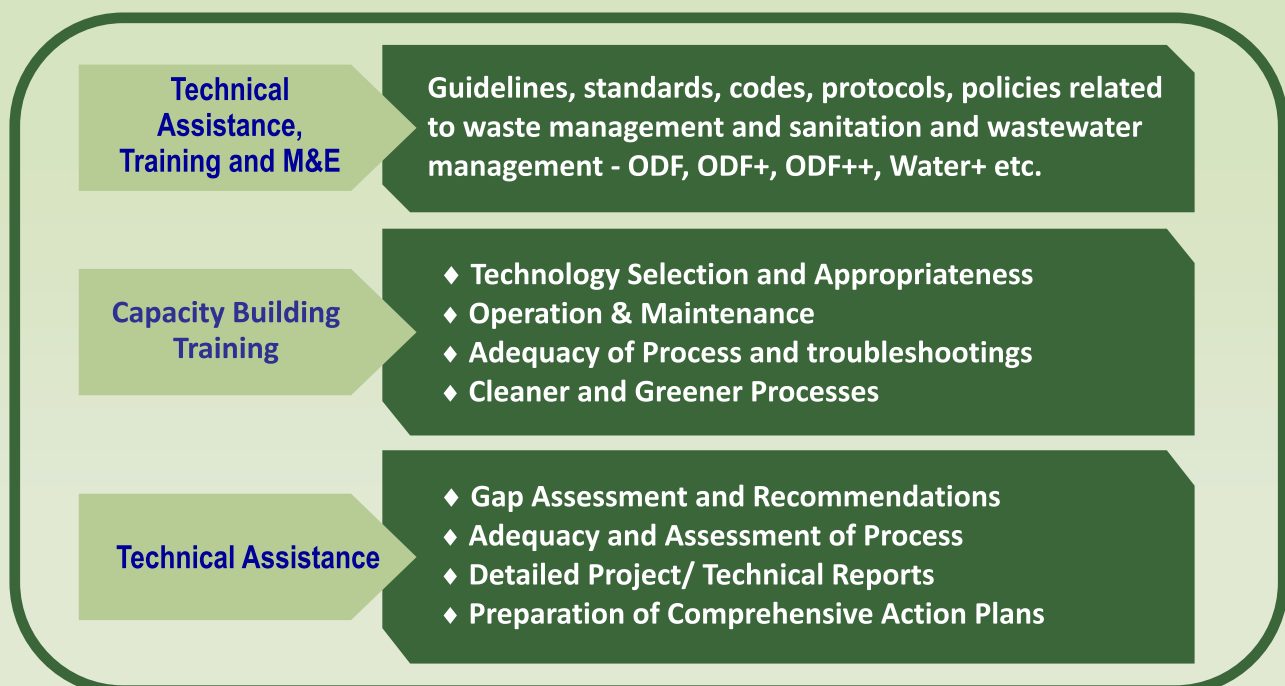 Technical
Assistance,
Training and M&E
Guidelines, standards, codes, protocols, policies related
to waste management and sanitation and wastewater
management - ODF, ODF+, ODF++, Water+ etc.
Capacity Building
Training
♦ Technology Selection and Appropriateness
♦ Operation & Maintenance
♦ Adequacy of Process and troubleshootings
♦ Cleaner and Greener Processes
Technical Assistance
♦ Gap Assessment and Recommendations
♦ Adequacy and Assessment of Process
♦ Detailed Project/ Technical Reports
♦ Preparation of Comprehensive Action Plans